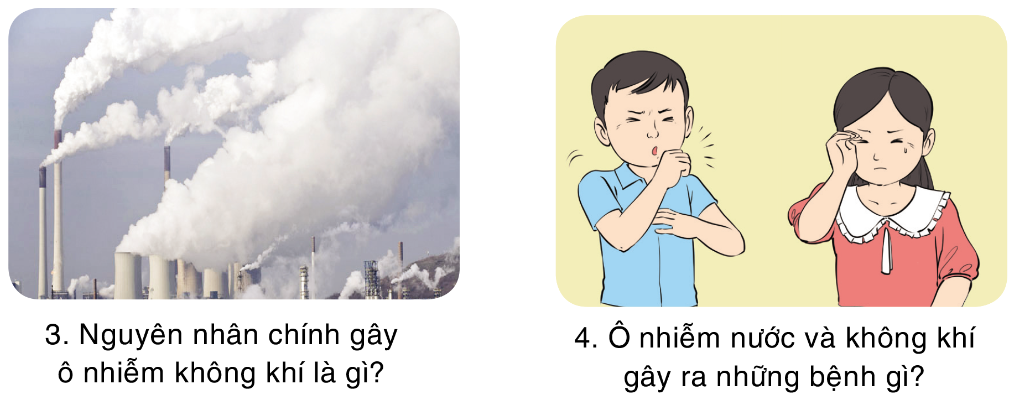 3. Nguyên nhân chính gây
ô nhiễm không khí là gì?
4. Ô nhiễm nước và không khí
gây ra những bệnh gì?